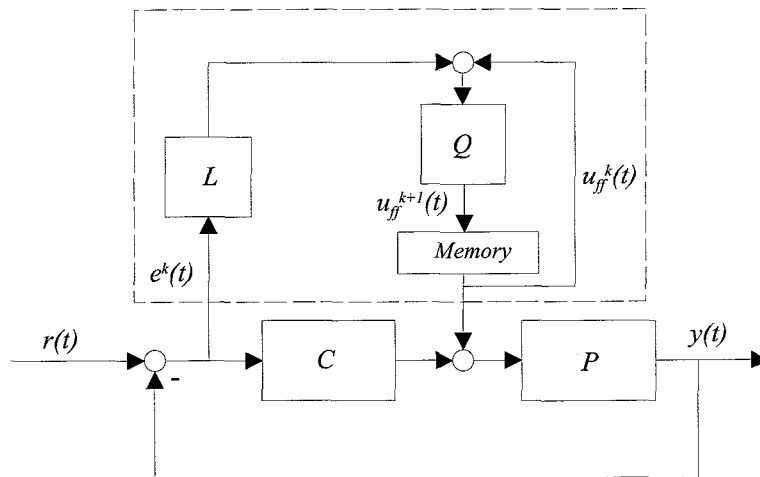 L
Q
u_ff^k+1(t)
u_ff^k(t)
Memory
e^k(t)
r(t)
C
P
y(t)
-